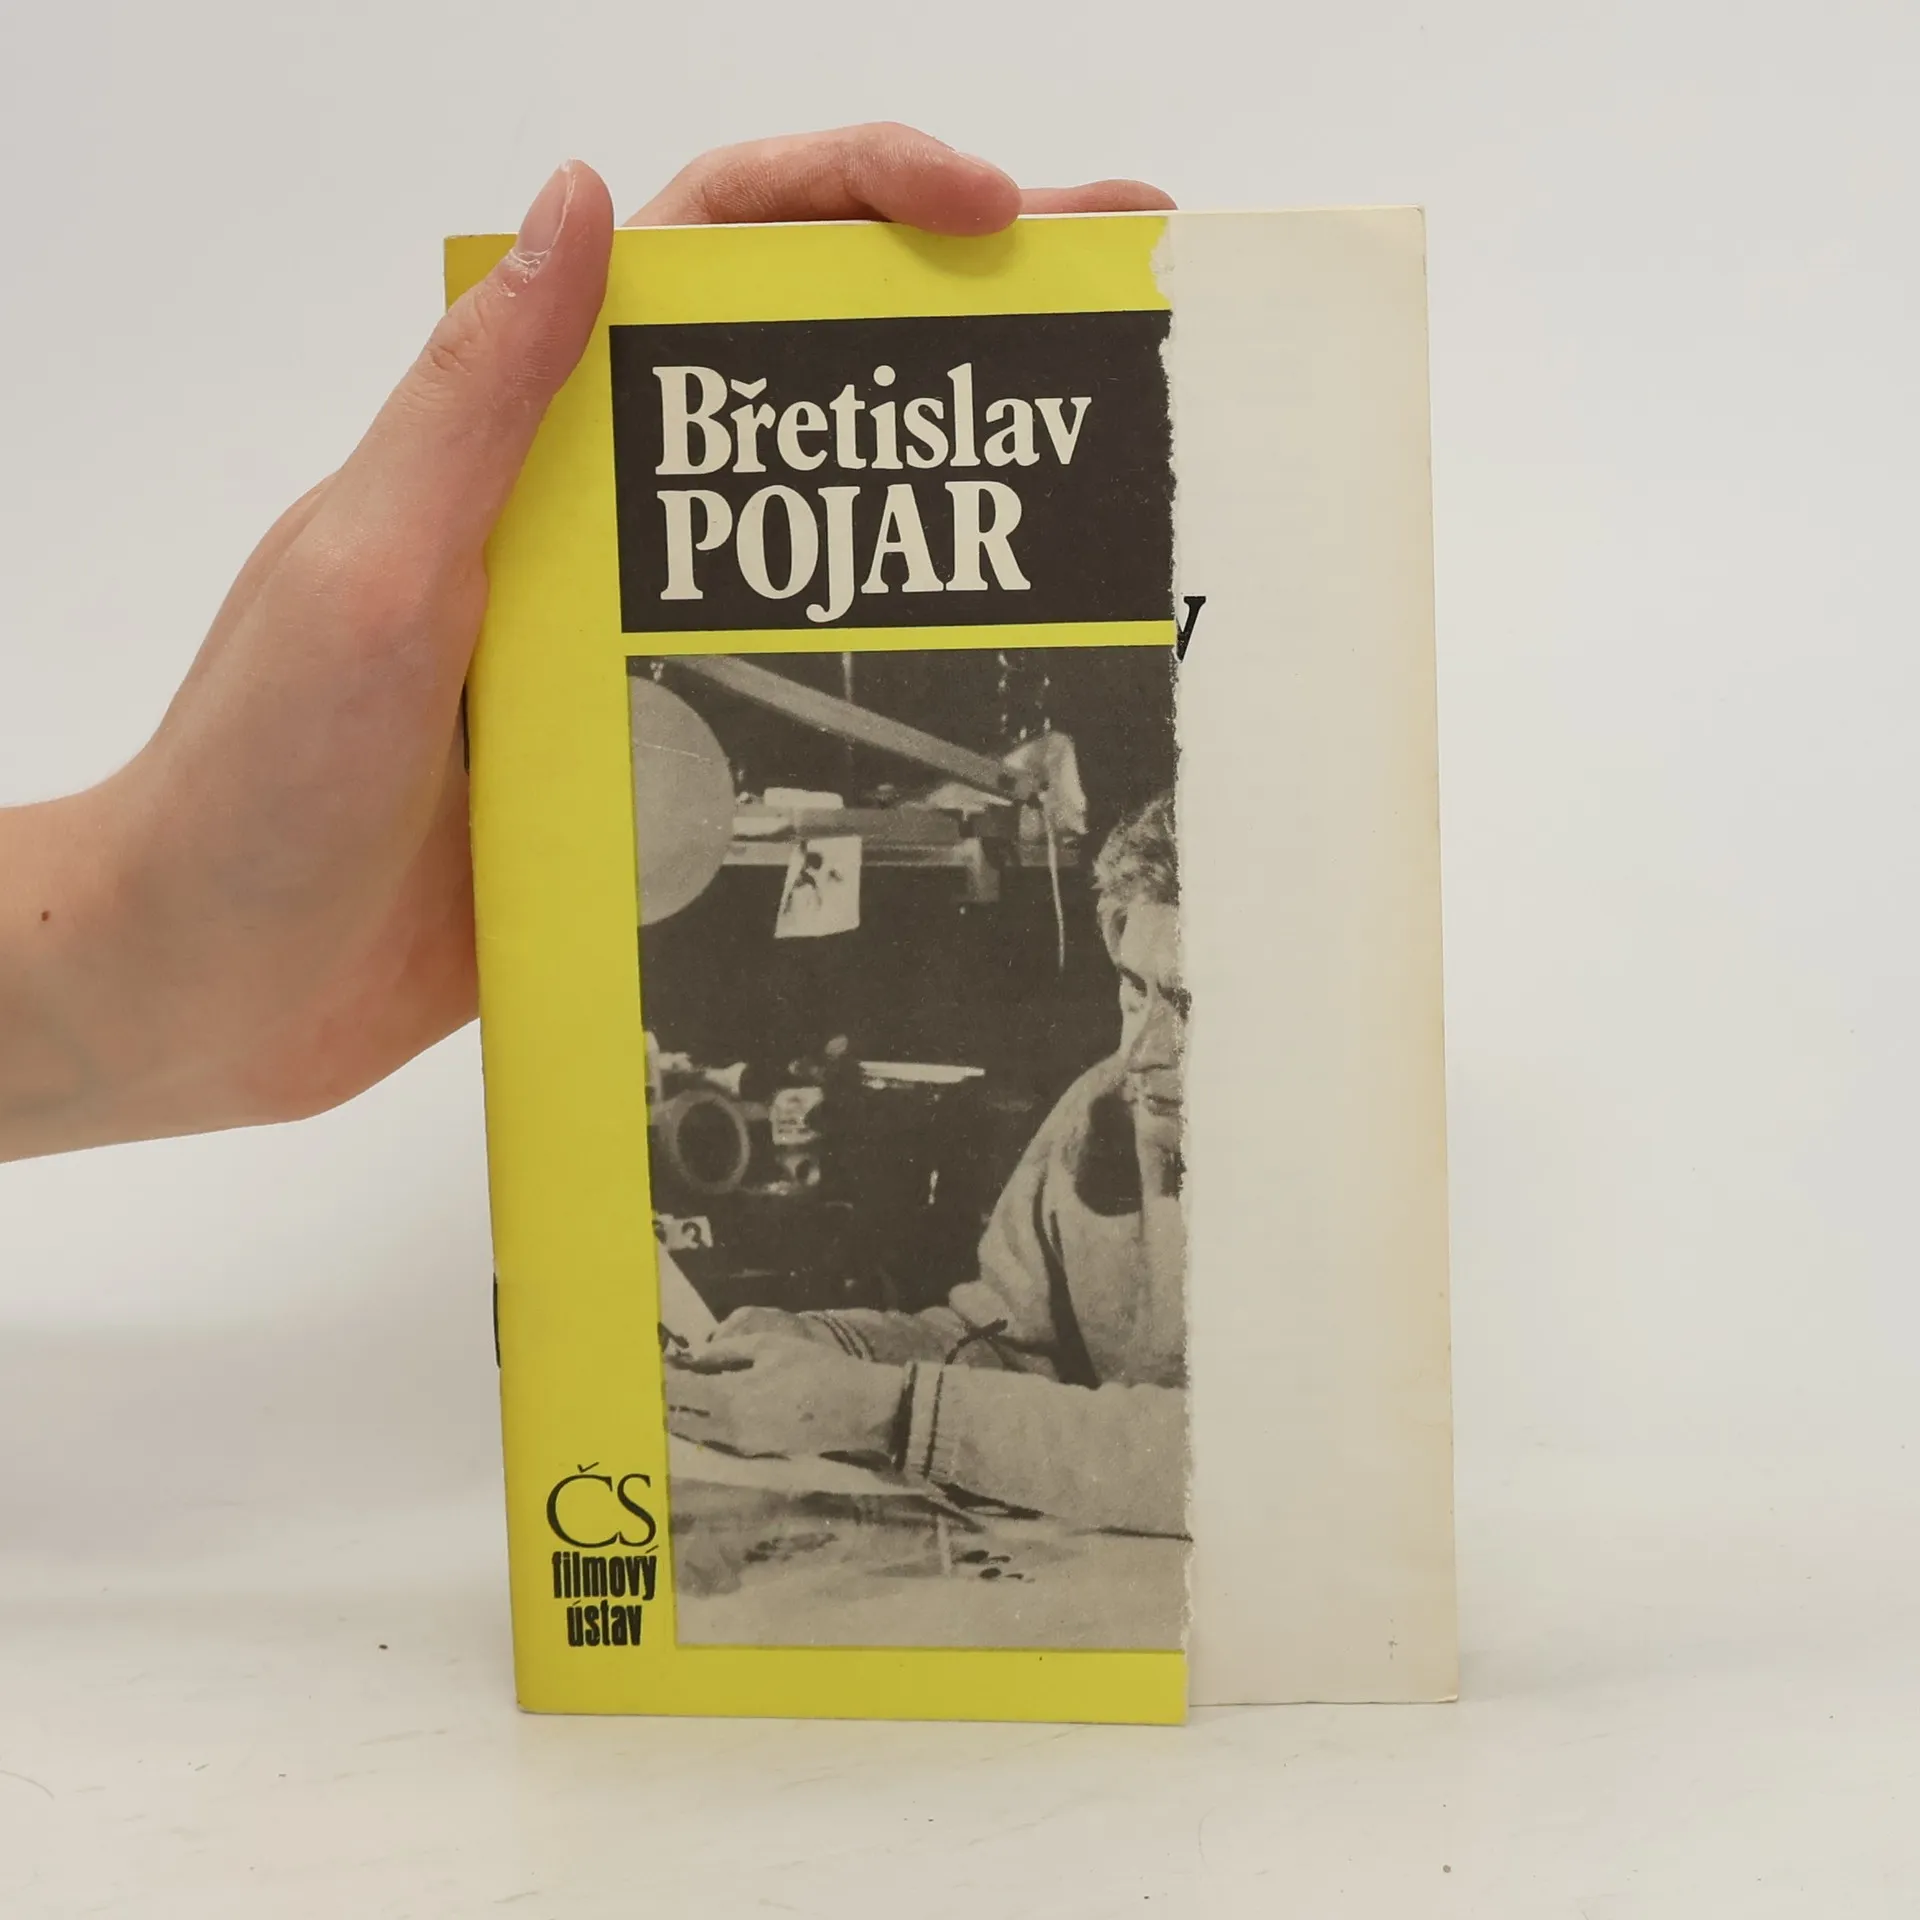 Břetislav
POJAR
v
ČS
filmový
ústav